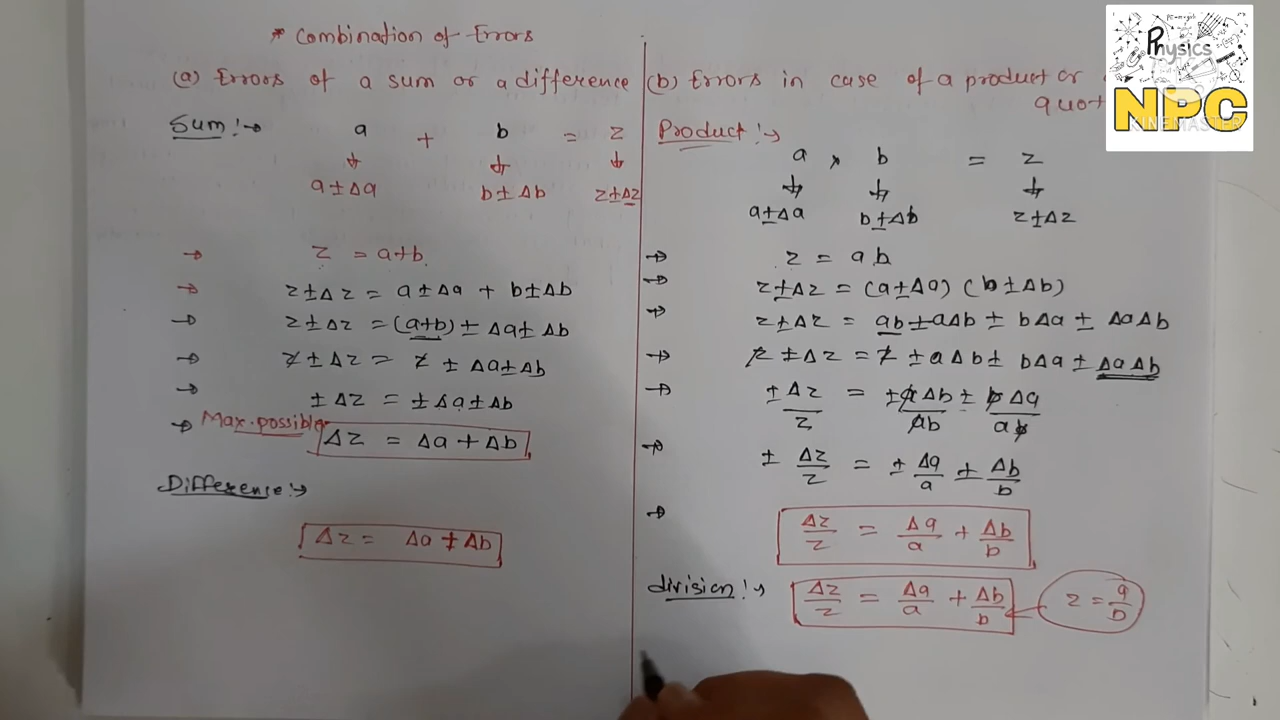 * Combination of Errors
(a) Errors of a sum or a difference
Sum :→
a + b = z
a±Δa b±Δb z±Δz
→ z = a+b
→ z±Δz = a±Δa + b±Δb
→ z±Δz = (a+b) ± Δa ± Δb
→ z ± Δz = z ± Δa ± Δb
→ ±Δz = ±Δa ±Δb
→ Max. possible Δz = Δa + Δb
Difference :→
Δz = Δa + Δb
(b) Errors in case of a product or
quot
Product :→
a × b = z
a±Δa b±Δb z±Δz
→ z = ab
→ z±Δz = (a±Δa) (b±Δb)
→ z±Δz = ab ±aΔb ± bΔa ± ΔaΔb
→ z ±Δz = z ±aΔb ± bΔa ± ΔaΔb
→ ±Δz/z = ±aΔb/ab ± bΔa/ab
→ ± Δz/z = ± Δa/a ± Δb/b
→ Δz/z = Δa/a + Δb/b
division :→ Δz/z = Δa/a + Δb/b z = a/b
Physics
NPC
KINEMASTER